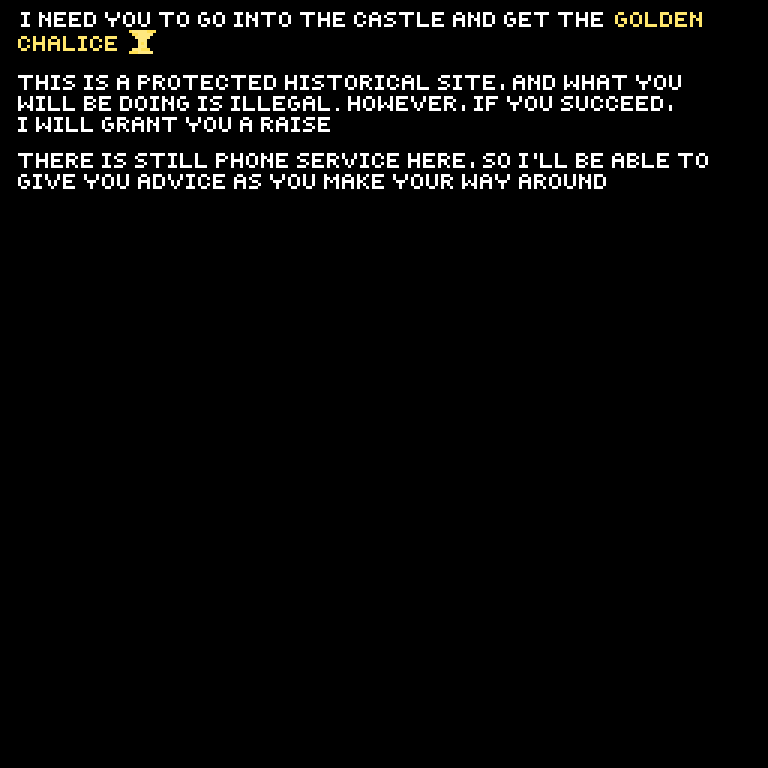 I NEED YOU TO GO INTO THE CASTLE AND GET THE GOLDEN
CHALICE
THIS IS A PROTECTED HISTORICAL SITE, AND WHAT YOU
WILL BE DOING IS ILLEGAL. HOWEVER, IF YOU SUCCEED,
I WILL GRANT YOU A RAISE
THERE IS STILL PHONE SERVICE HERE, SO I'LL BE ABLE TO
GIVE YOU ADVICE AS YOU MAKE YOUR WAY AROUND